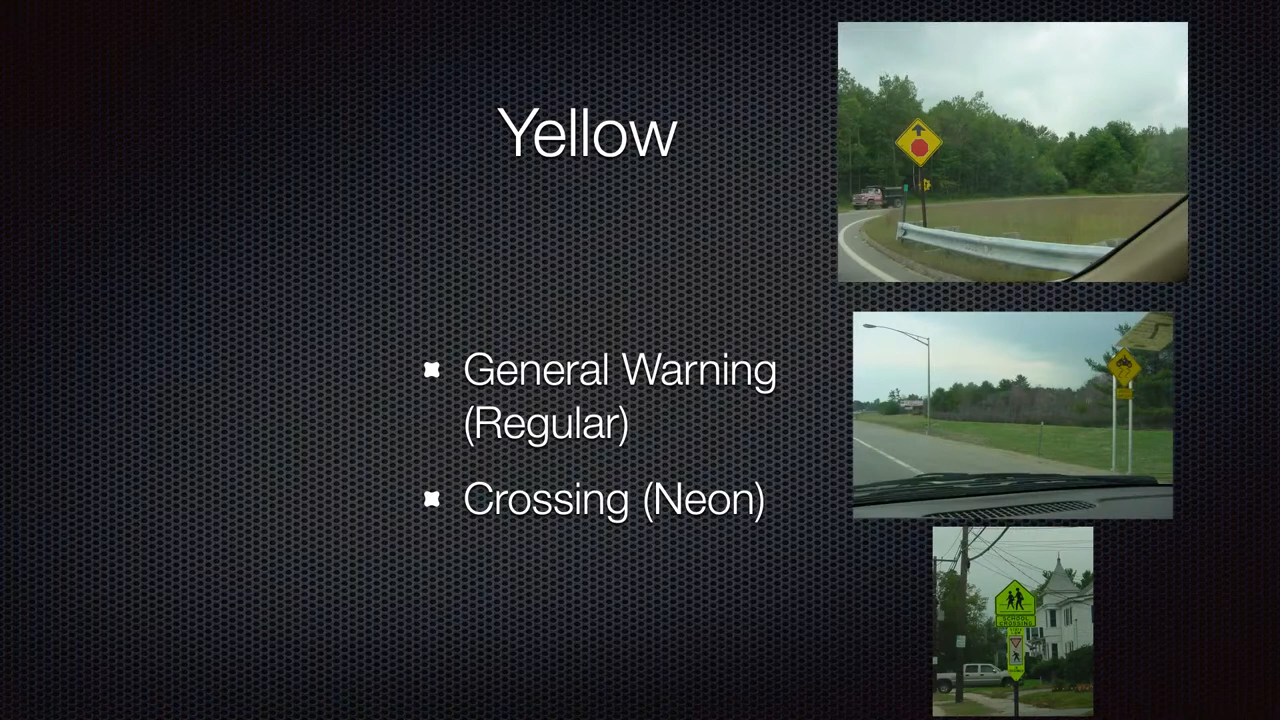 Yellow
General Warning
(Regular)
Crossing (Neon)
SCHOOL
CROSSING